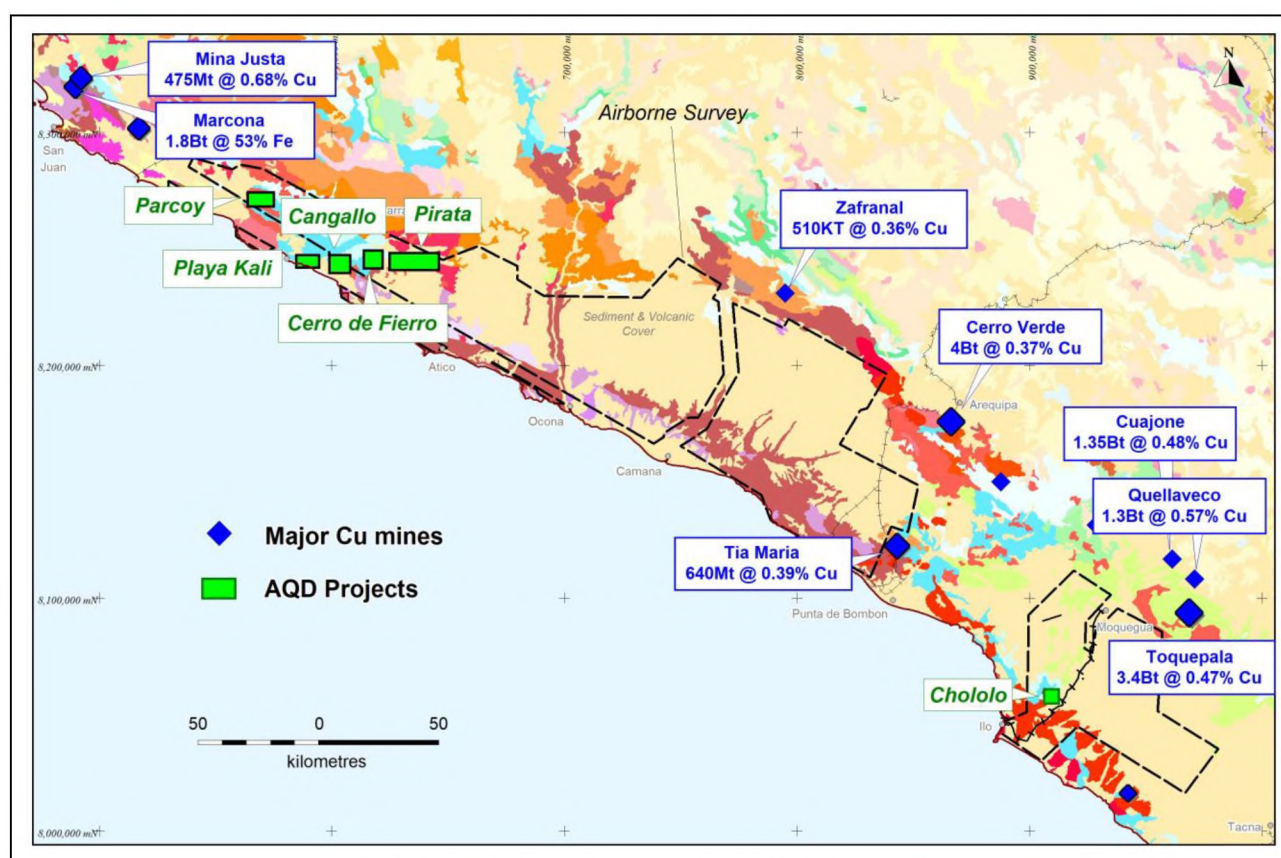 Mina Justa
475Mt @ 0.68% Cu
Marcona
1.8Bt @ 53% Fe
700,000 m
800,000 m
900,000 m
N
Airborne Survey
8,300,000 mN
San
Juan
Parcoy
Cangallo
Pirata
Playa Kali
Cerro de Fierro
Zafranal
510KT @ 0.36% Cu
Sediment & Volcanic
Cover
Cerro Verde
4Bt @ 0.37% Cu
8,200,000 mN
Atico
Arequipa
Ocona
Camana
Cuajone
1.35Bt @ 0.48% Cu
Quellaveco
1.3Bt @ 0.57% Cu
Major Cu mines
AQD Projects
Tia Maria
640Mt @ 0.39% Cu
8,100,000 mN
Punta de Bombon
Moquegua
Toquepala
3.4Bt @ 0.47% Cu
Chololo
Ilo
50 0 50
kilometres
8,000,000 mN
Tacna